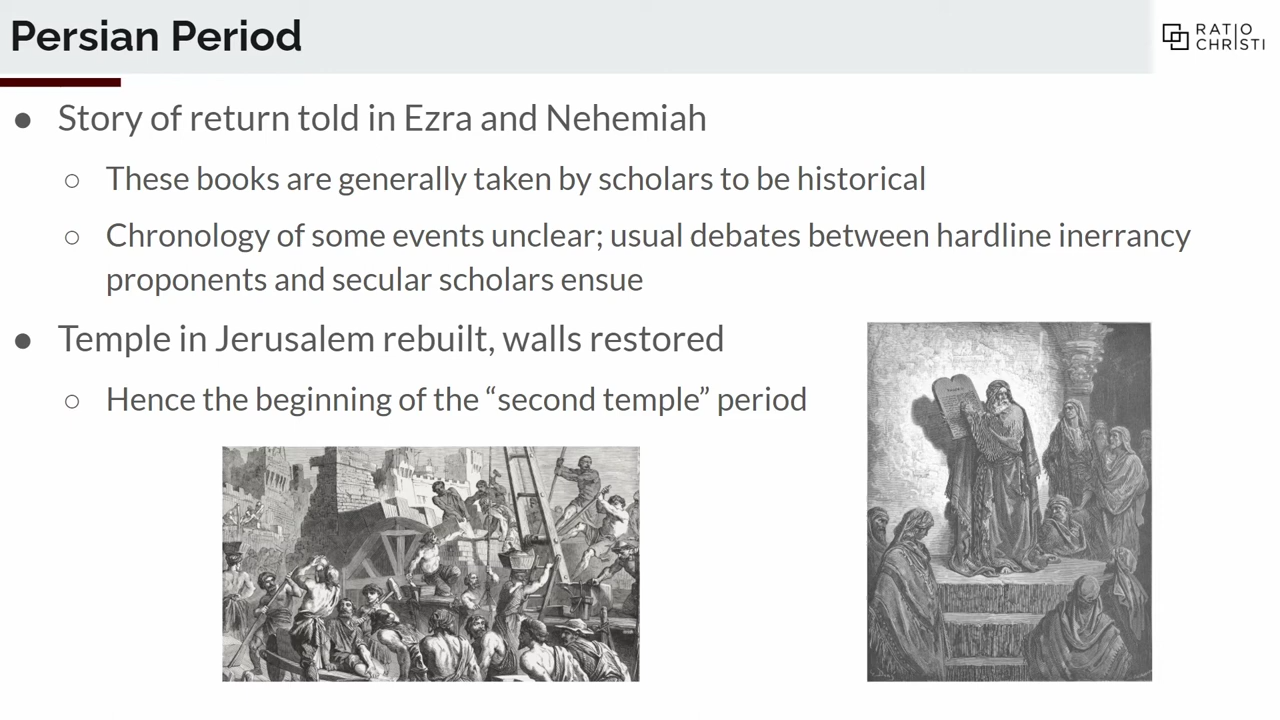 Persian Period
RATIO
CHRISTI
● Story of return told in Ezra and Nehemiah
○ These books are generally taken by scholars to be historical
○ Chronology of some events unclear; usual debates between hardline inerrancy
proponents and secular scholars ensue
● Temple in Jerusalem rebuilt, walls restored
○ Hence the beginning of the “second temple” period